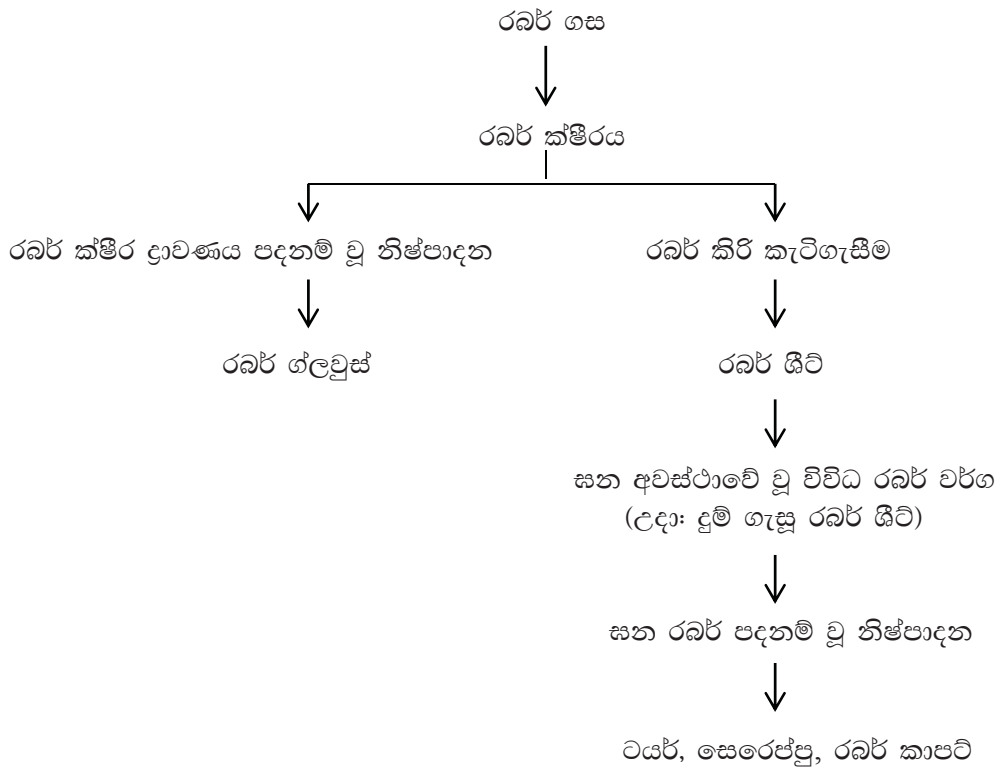 රබර් ගස
රබර් ක්ෂීරය
රබර් ක්ෂීර ද්‍රාවණය පදනම් වූ නිෂ්පාදන
රබර් කිරි කැටිගැසීම
රබර් ග්ලවුස්
රබර් ශීට්
ඝන අවස්ථාවේ වූ විවිධ රබර් වර්ග
(උදා: දුම් ගැසූ රබර් ශීට්)
ඝන රබර් පදනම් වූ නිෂ්පාදන
ටයර්, සෙරෙප්පු, රබර් කාපට්